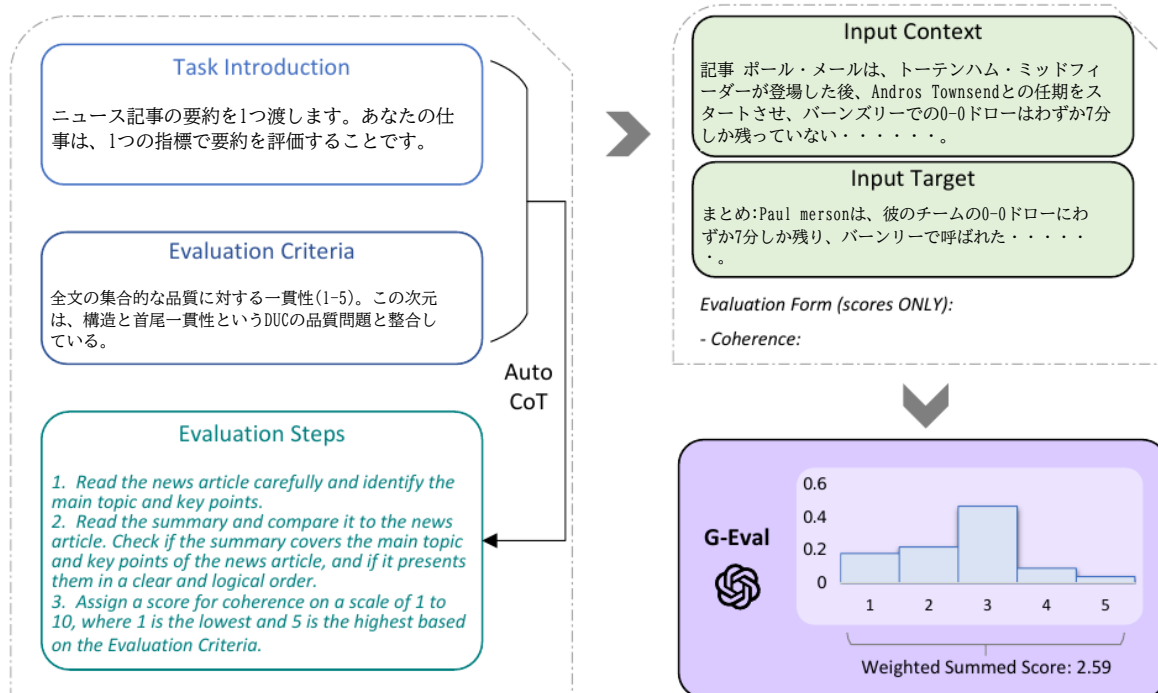 Task Introduction
ニュース記事の要約を1つ渡します。あなたの仕
事は、1つの指標で要約を評価することです。
Evaluation Criteria
全文の集合的な品質に対する一貫性(1-5)。この次元
は、構造と首尾一貫性というDUCの品質問題と整合し
ている。
Auto
CoT
Evaluation Steps
1. Read the news article carefully and identify the
main topic and key points.
2. Read the summary and compare it to the news
article. Check if the summary covers the main topic
and key points of the news article, and if it presents
them in a clear and logical order.
3. Assign a score for coherence on a scale of 1 to
10, where 1 is the lowest and 5 is the highest based
on the Evaluation Criteria.
Input Context
記事 ポール・メールは、トーテンハム・ミッドフィ
ーダーが登場した後、Andros Townsendとの任期をス
タートさせ、バーンズリーでの0-0ドローはわずか7分
しか残っていない・・・・・・。
Input Target
まとめ:Paul mersonは、彼のチームの0-0ドローにわ
ずか7分しか残り、バーンリーで呼ばれた・・・・・
・。
Evaluation Form (scores ONLY):
- Coherence:
G-Eval
0.6
0.4
0.2
0
1 2 3 4 5
Weighted Summed Score: 2.59